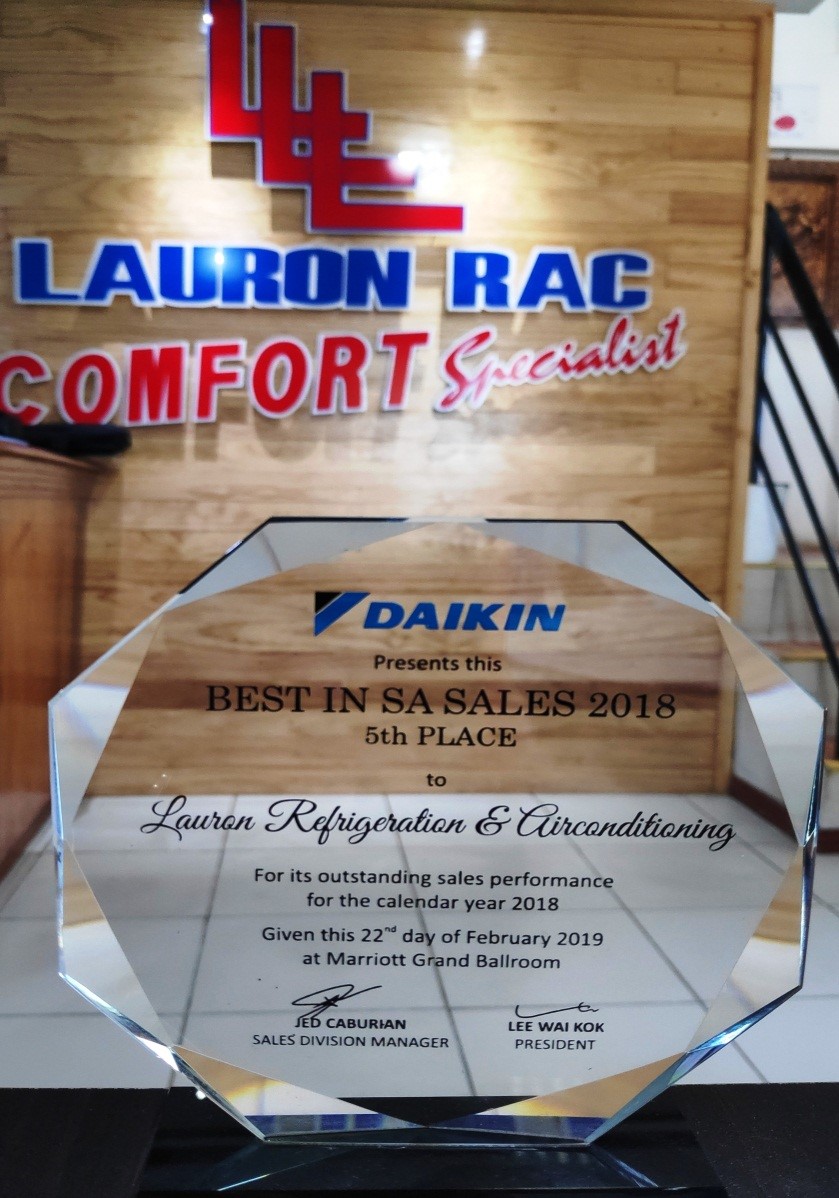 LAURON RAC
COMFORT Specialist
DAIKIN
Presents this
BEST IN SA SALES 2018
5th PLACE
to
Lauron Refrigeration & Airconditioning
For its outstanding sales performance
for the calendar year 2018
Given this 22nd day of February 2019
at Marriott Grand Ballroom
JED CABURIAN
SALES DIVISION MANAGER
LEE WAI KOK
PRESIDENT